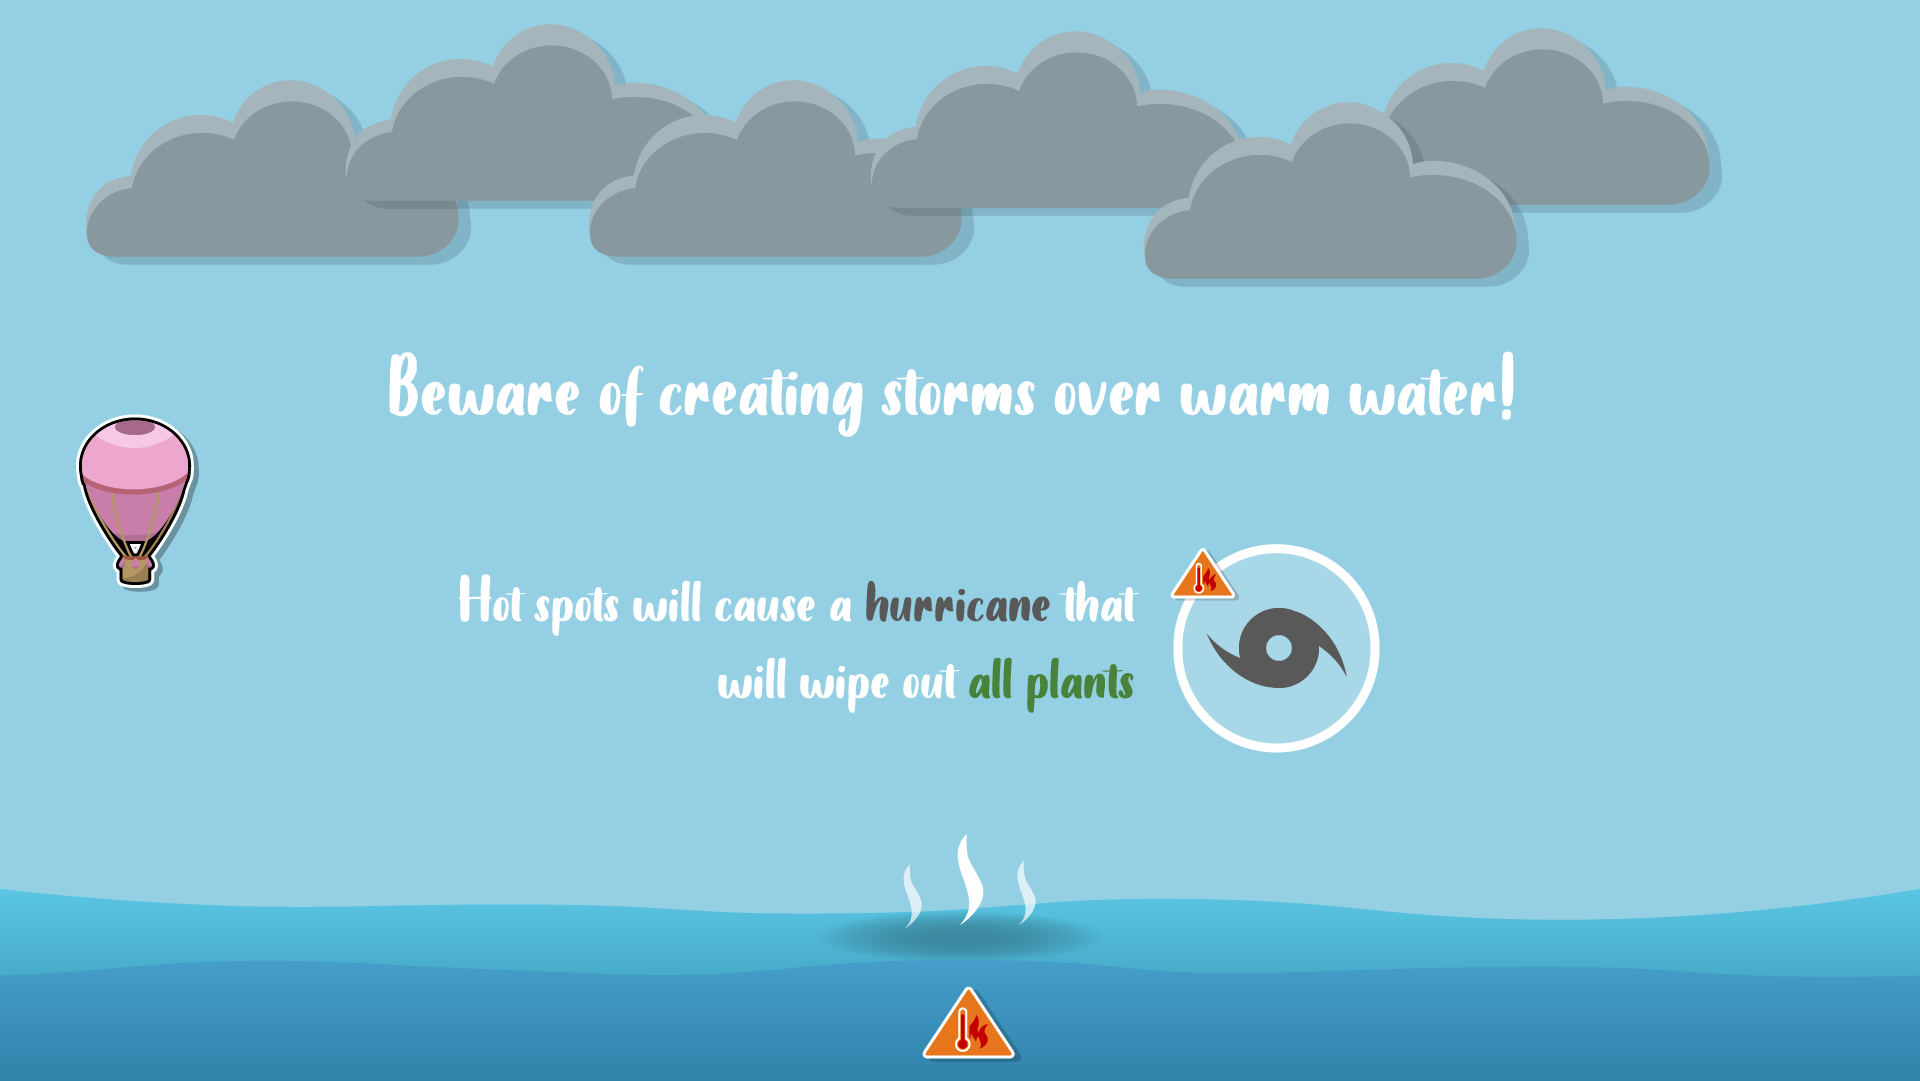 Beware of creating storms over warm water!
Hot spots will cause a hurricane that
will wipe out all plants